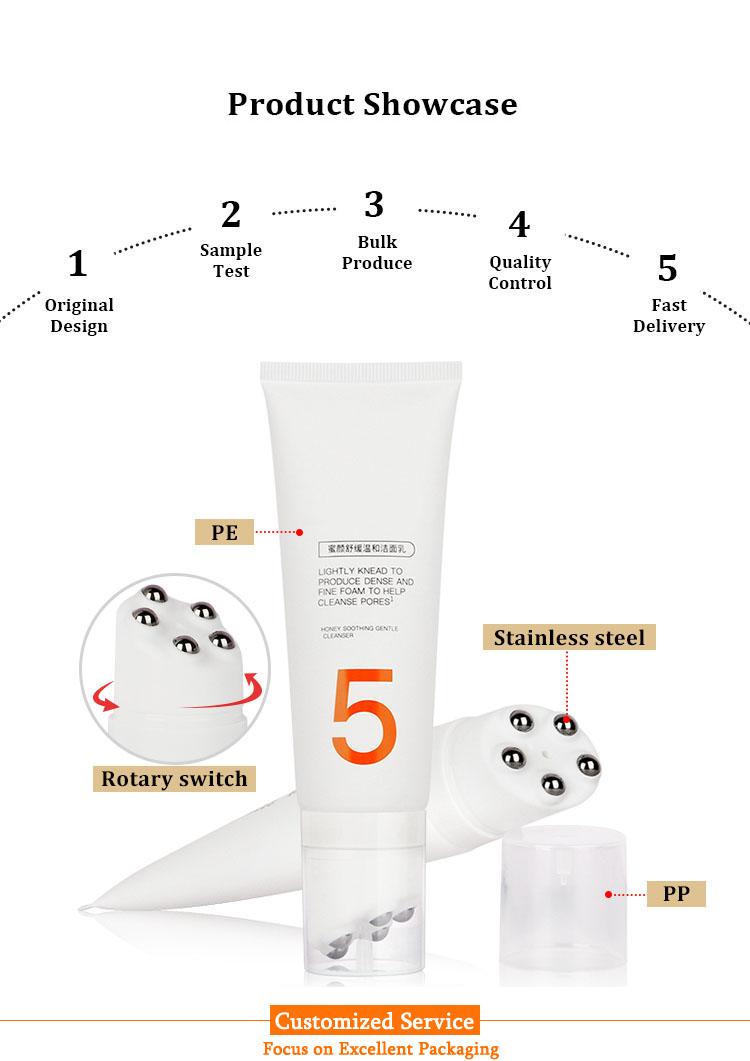 Product Showcase
1
Original
Design
2
Sample
Test
3
Bulk
Produce
4
Quality
Control
5
Fast
Delivery
PE
蜜颜舒缓温和洁面乳
LIGHTLY KNEAD TO
PRODUCE DENSE AND
FINE FOAM TO HELP
CLEANSE PORES¹
HONEY SOOTHING GENTLE
CLEANSER
5
Stainless steel
Rotary switch
PP
Customized Service
Focus on Excellent Packaging